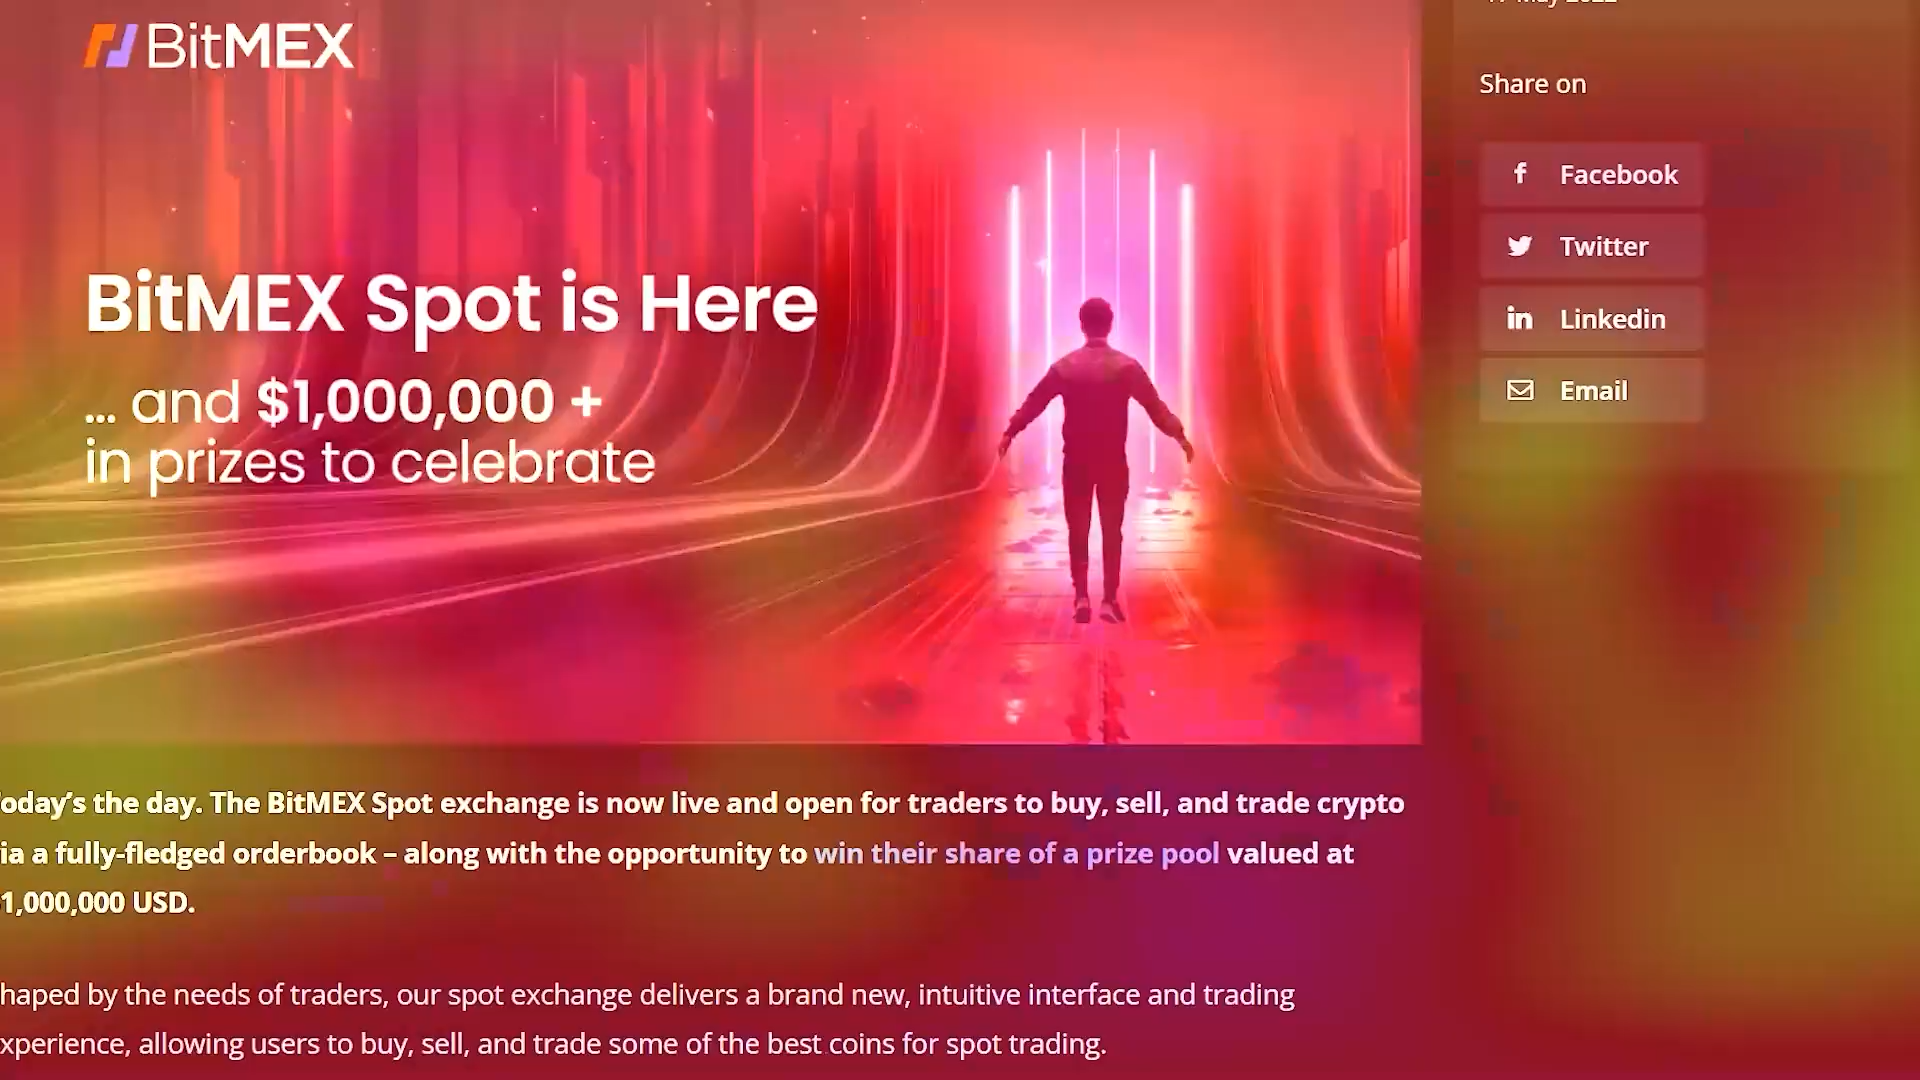 BitMEX
BitMEX Spot is Here
... and $1,000,000 +
in prizes to celebrate
May 2022
Share on
Facebook
Twitter
Linkedin
Email
oday's the day. The BitMEX Spot exchange is now live and open for traders to buy, sell, and trade crypto
ia a fully-fledged orderbook – along with the opportunity to win their share of a prize pool valued at
1,000,000 USD.
haped by the needs of traders, our spot exchange delivers a brand new, intuitive interface and trading
xperience, allowing users to buy, sell, and trade some of the best coins for spot trading.